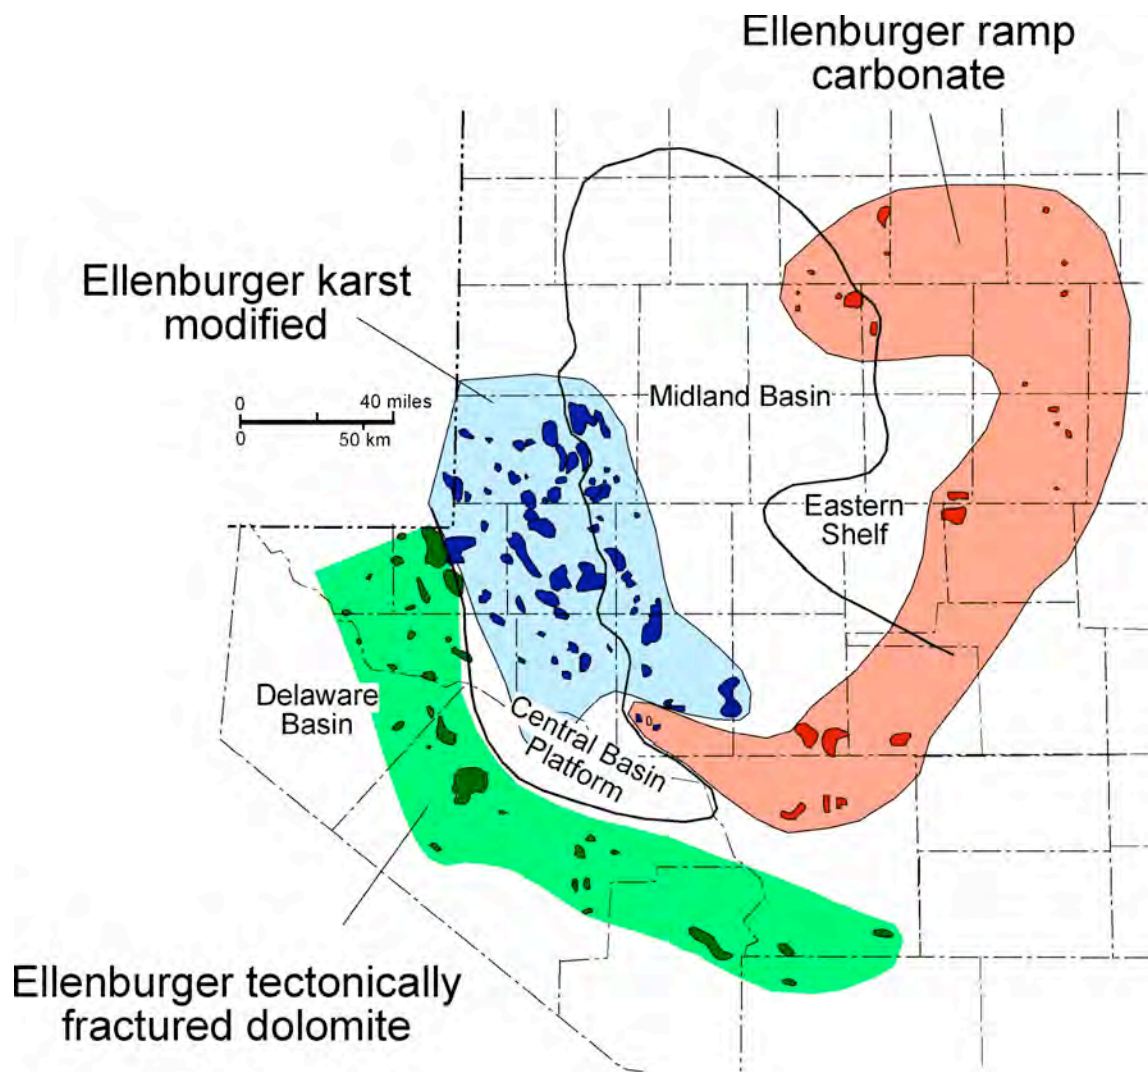 Ellenburger ramp
carbonate
Ellenburger karst
modified
0 40 miles
0 50 km
Midland Basin
Eastern
Shelf
Delaware
Basin
Central Basin
Platform
Ellenburger tectonically
fractured dolomite